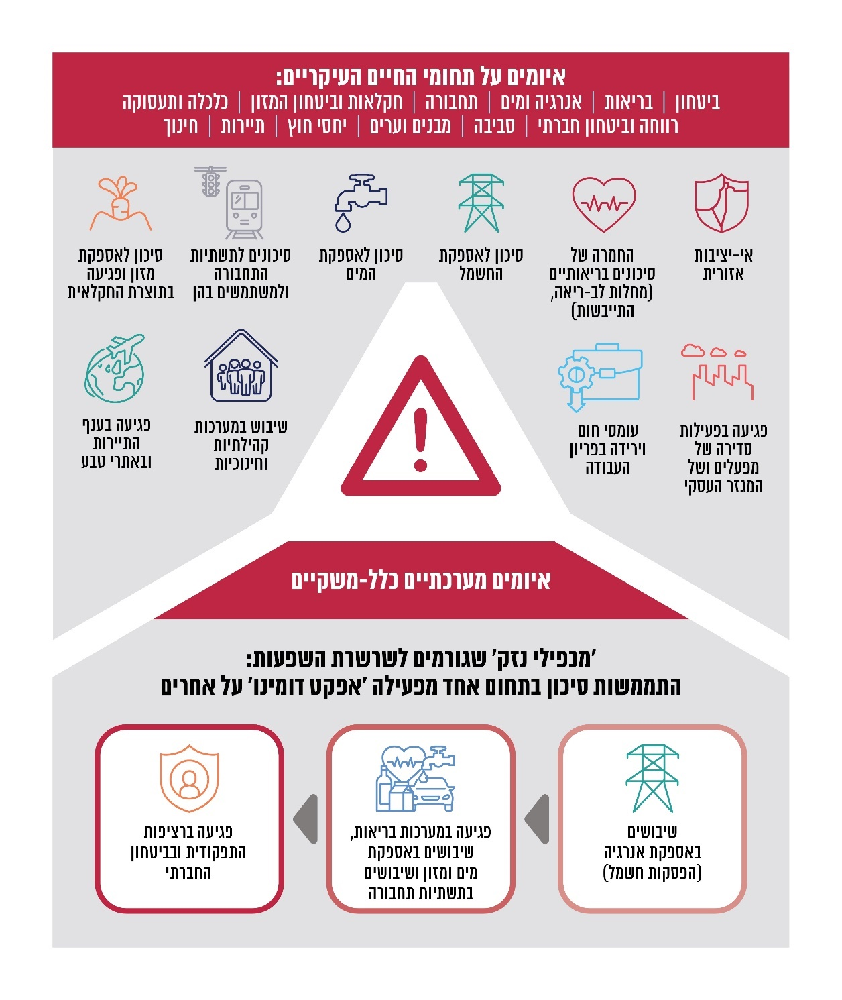 איומים על תחומי החיים העיקריים:
ביטחון | בריאות | אנרגיה ומים | תחבורה | חקלאות וביטחון המזון | כלכלה ותעסוקה
רווחה וביטחון חברתי | סביבה | מבנים וערים | יחסי חוץ | תיירות | חינוך
אי-יציבות
אזורית
החמרה של
סיכונים בריאותיים
(מחלות לב-ריאה,
התייבשות)
סיכון לאספקת
החשמל
סיכון לאספקת
המים
סיכונים לתשתיות
התחבורה
ולמשתמשים בהן
סיכון לאספקת
מזון ופגיעה
בתוצרת החקלאית
פגיעה בפעילות
סדירה של
מפעלים ושל
המגזר העסקי
עומסי חום
וירידה בפריון
העבודה
שיבוש במערכות
קהילתיות
וחינוכיות
פגיעה בענף
התיירות
ובאתרי טבע
איומים מערכתיים כלל-משקיים
'מכפילי נזק' שגורמים לשרשרת השפעות:
התממשות סיכון בתחום אחד מפעילה 'אפקט דומינו' על אחרים
שיבושים
באספקת אנרגיה
(הפסקות חשמל)
פגיעה במערכות בריאות,
שיבושים באספקת
מים ומזון ושיבושים
בתשתיות תחבורה
פגיעה ברציפות
התפקודית ובביטחון
החברתי